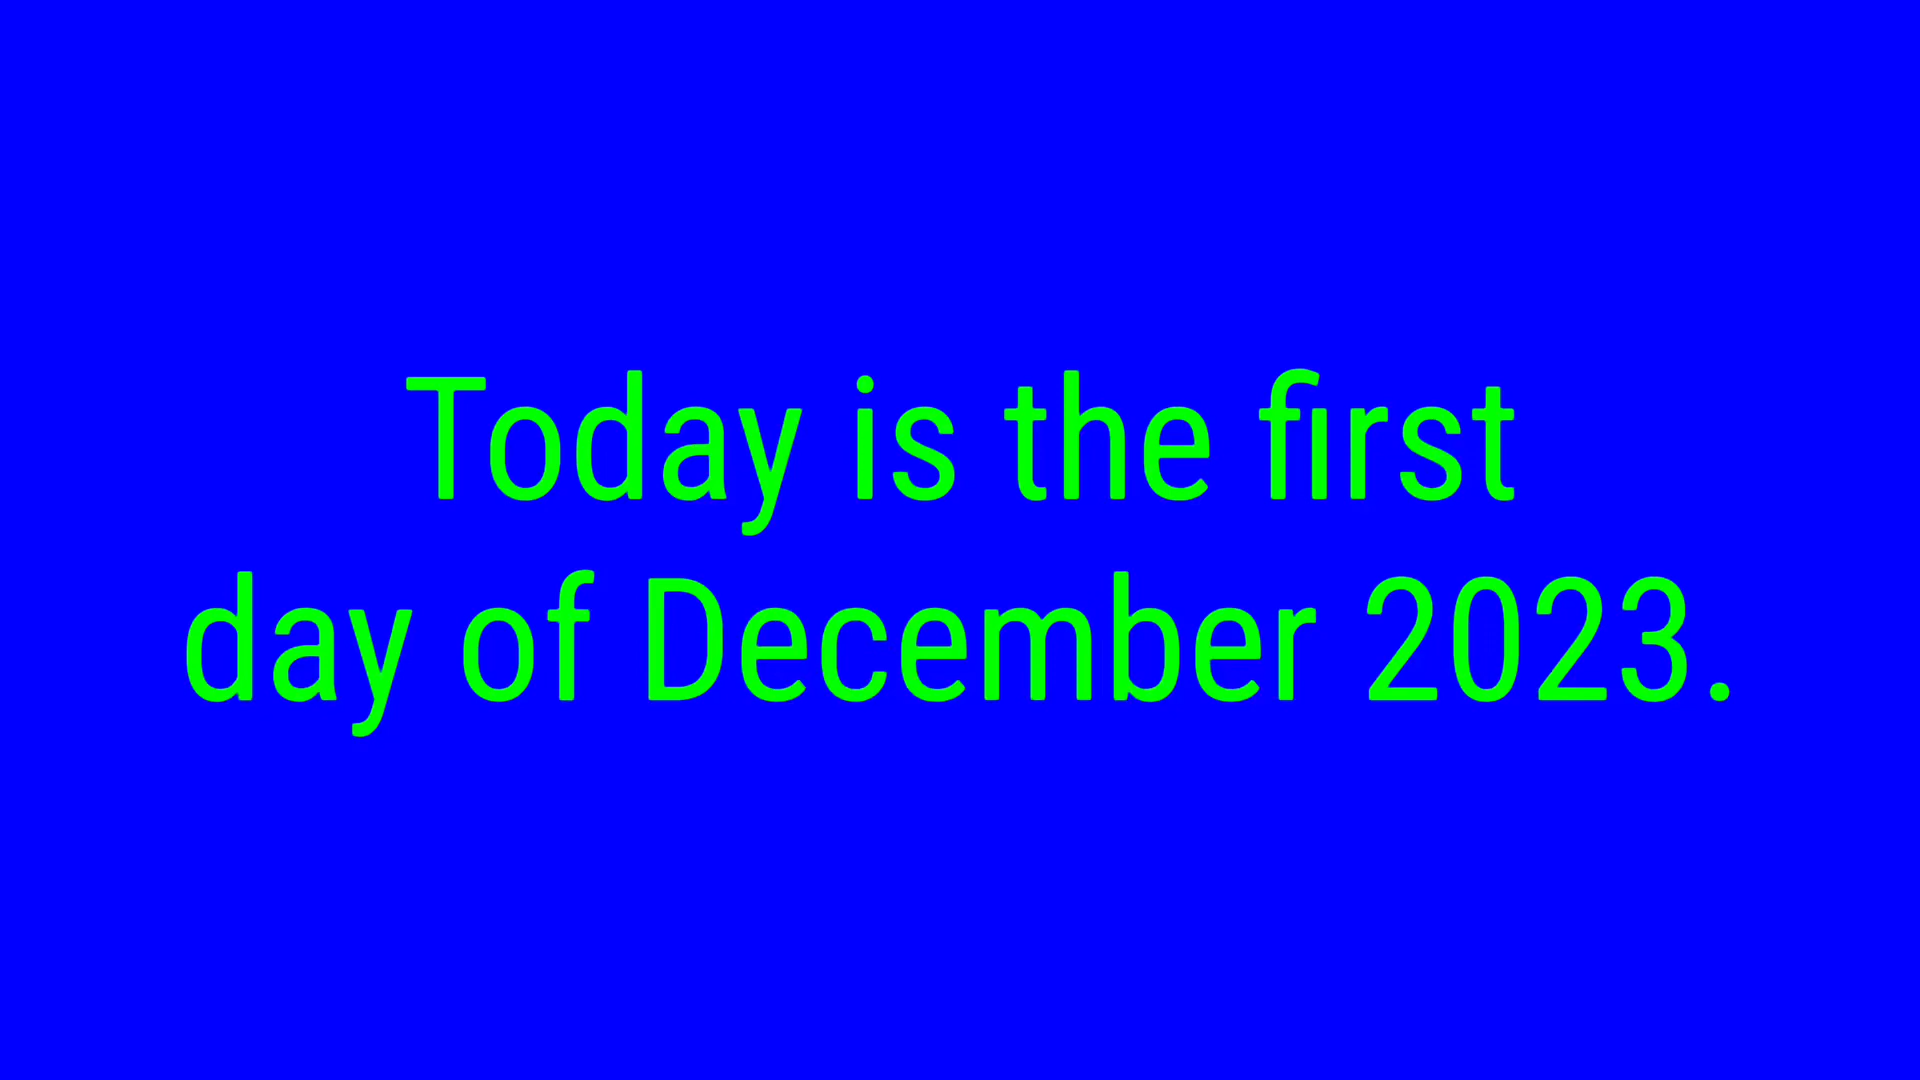 Today is the first
day of December 2023.